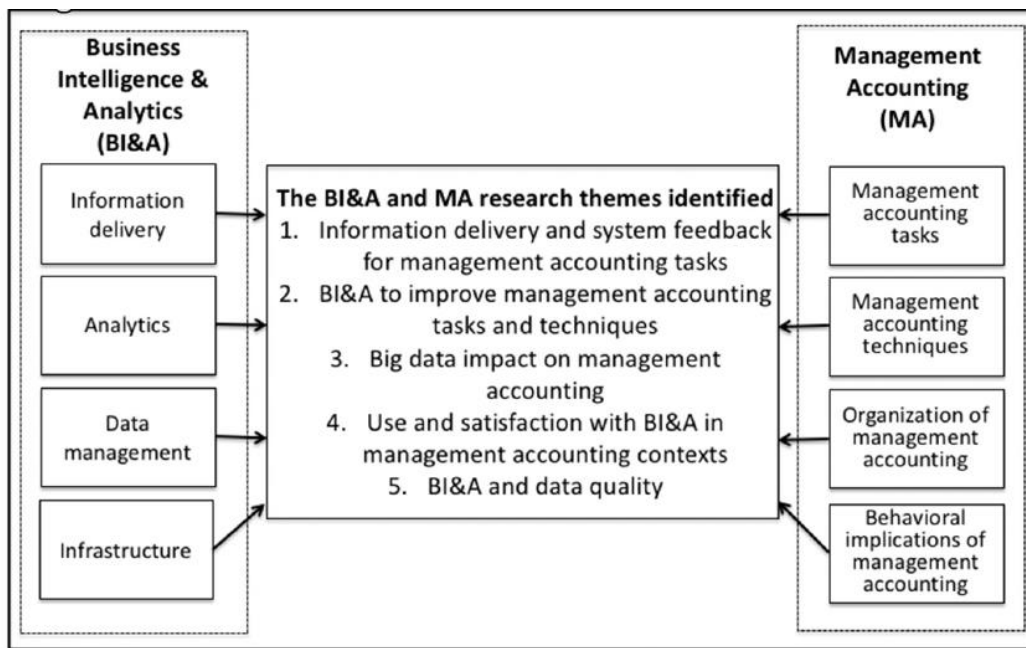 Business
Intelligence &
Analytics
(BI&A)
Information
delivery
Analytics
Data
management
Infrastructure
The BI&A and MA research themes identified
1. Information delivery and system feedback
for management accounting tasks
2. BI&A to improve management accounting
tasks and techniques
3. Big data impact on management
accounting
4. Use and satisfaction with BI&A in
management accounting contexts
5. BI&A and data quality
Management
Accounting
(MA)
Management
accounting
tasks
Management
accounting
techniques
Organization of
management
accounting
Behavioral
implications of
management
accounting